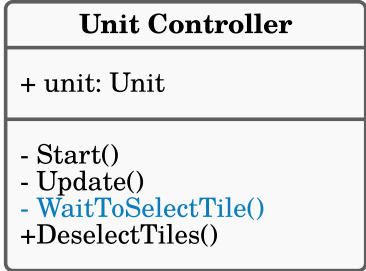 Unit Controller
+ unit: Unit
- Start()
- Update()
- WaitToSelectTile()
+DeselectTiles()